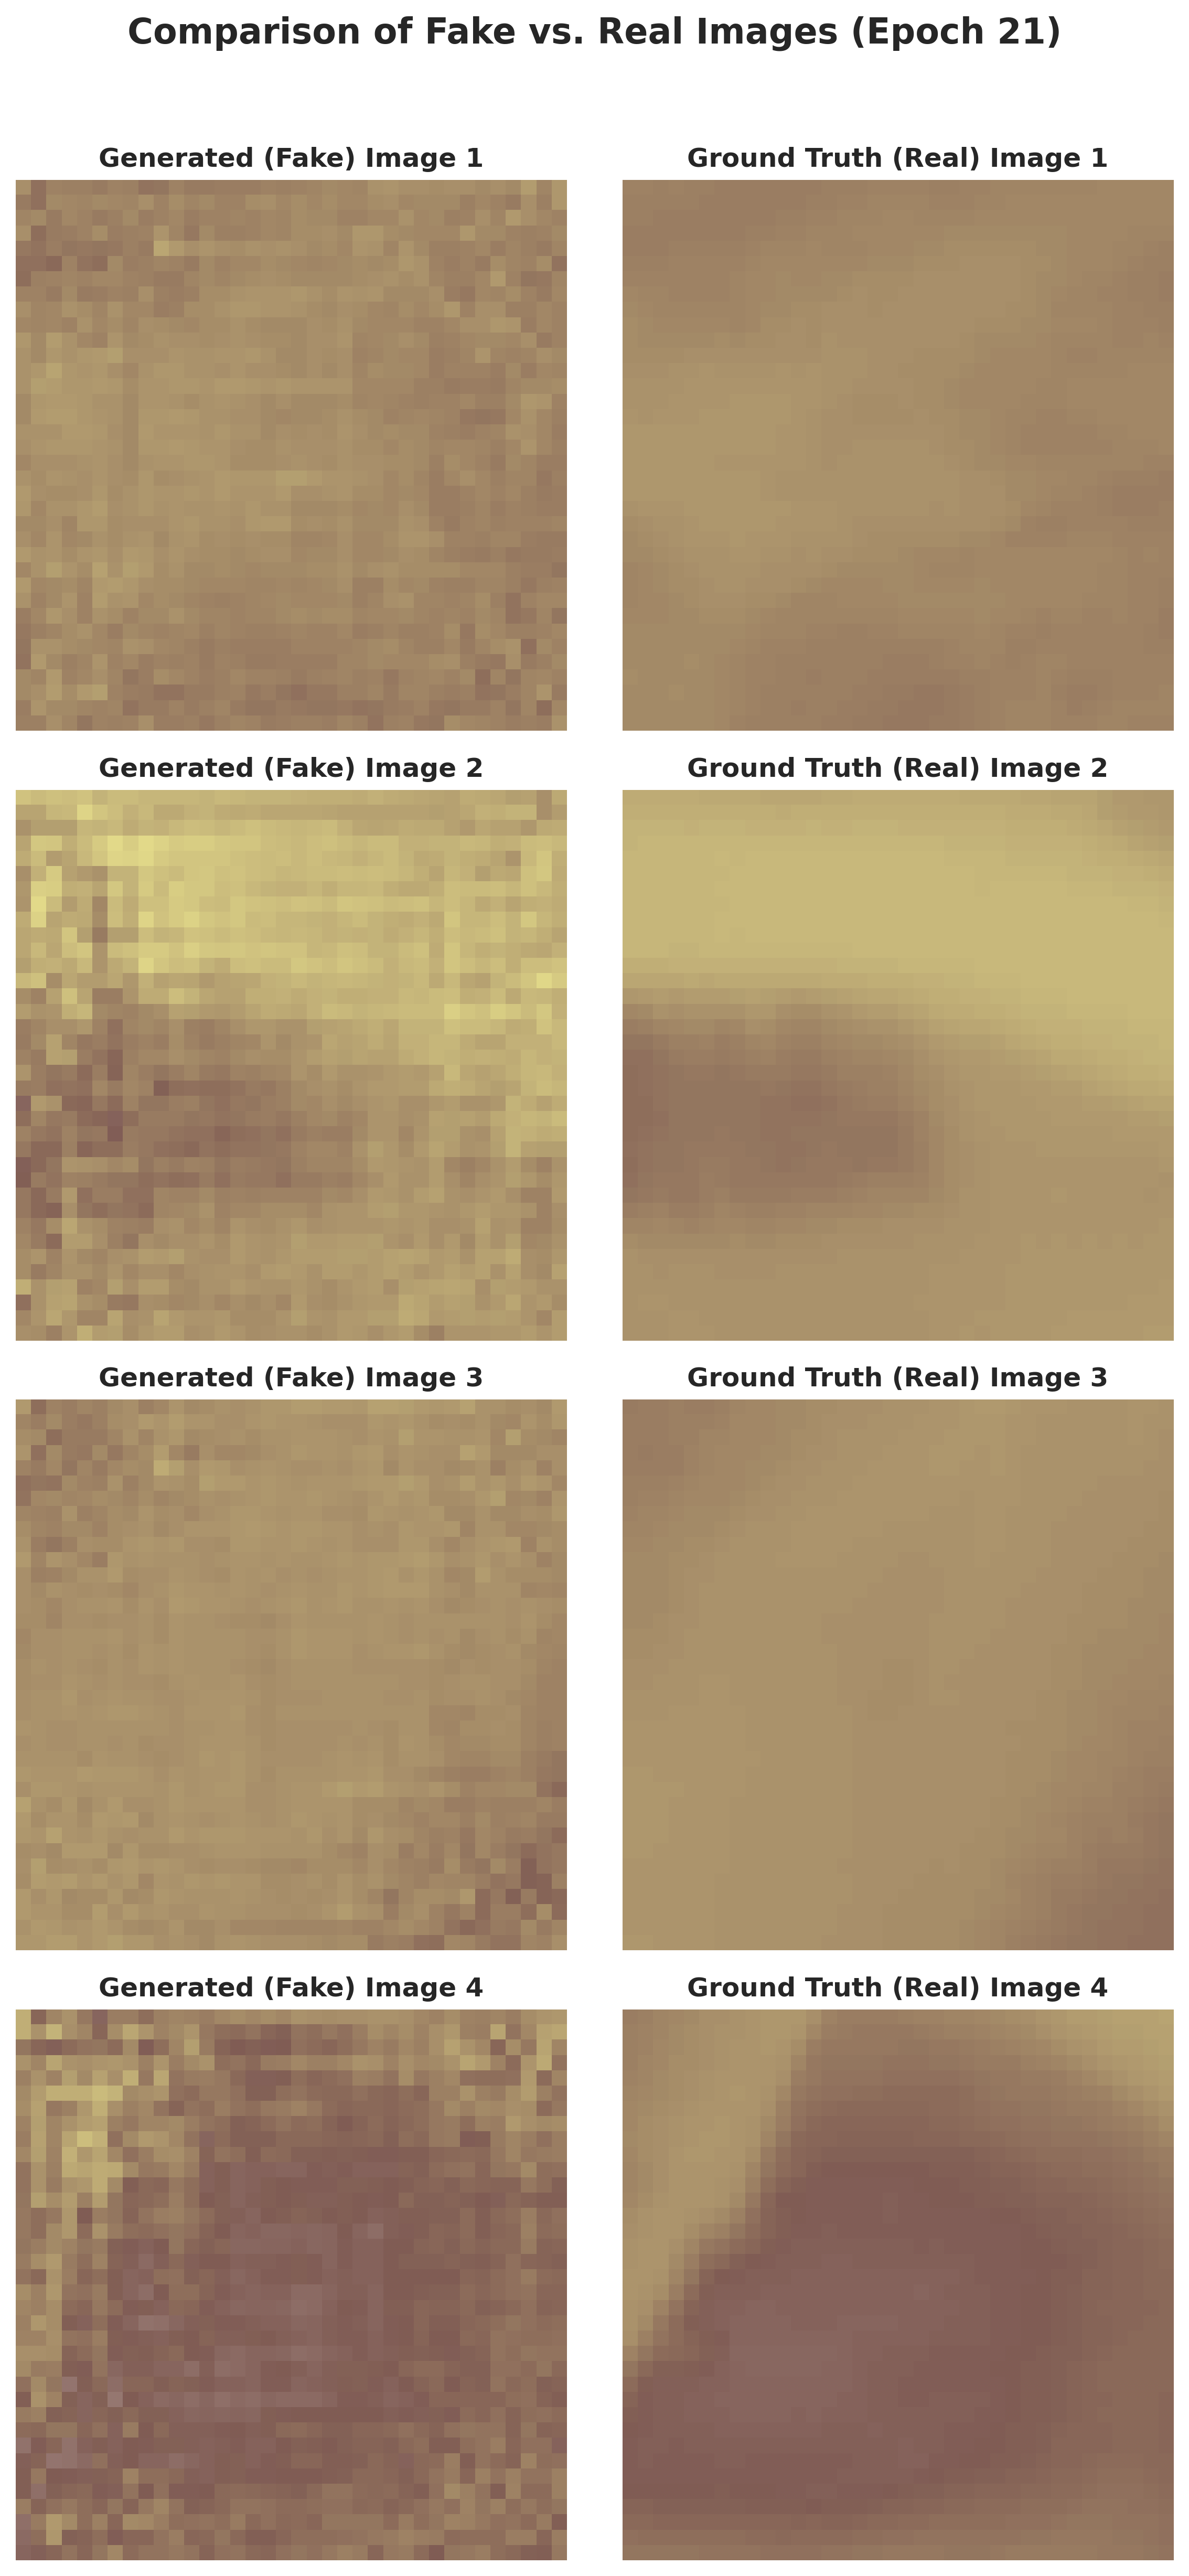 Comparison of Fake vs. Real Images (Epoch 21)
Generated (Fake) Image 1
Ground Truth (Real) Image 1
Generated (Fake) Image 2
Ground Truth (Real) Image 2
Generated (Fake) Image 3
Ground Truth (Real) Image 3
Generated (Fake) Image 4
Ground Truth (Real) Image 4